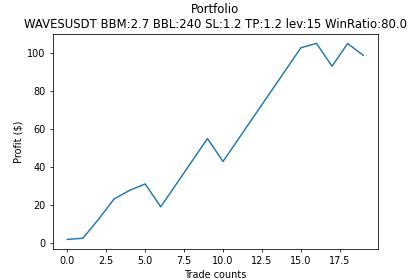 Portfolio
WAVESUSDT BBM:2.7 BBL:240 SL:1.2 TP:1.2 lev:15 WinRatio:80.0
Profit ($)
100
80
60
40
20
0
0.0 2.5 5.0 7.5 10.0 12.5 15.0 17.5
Trade counts